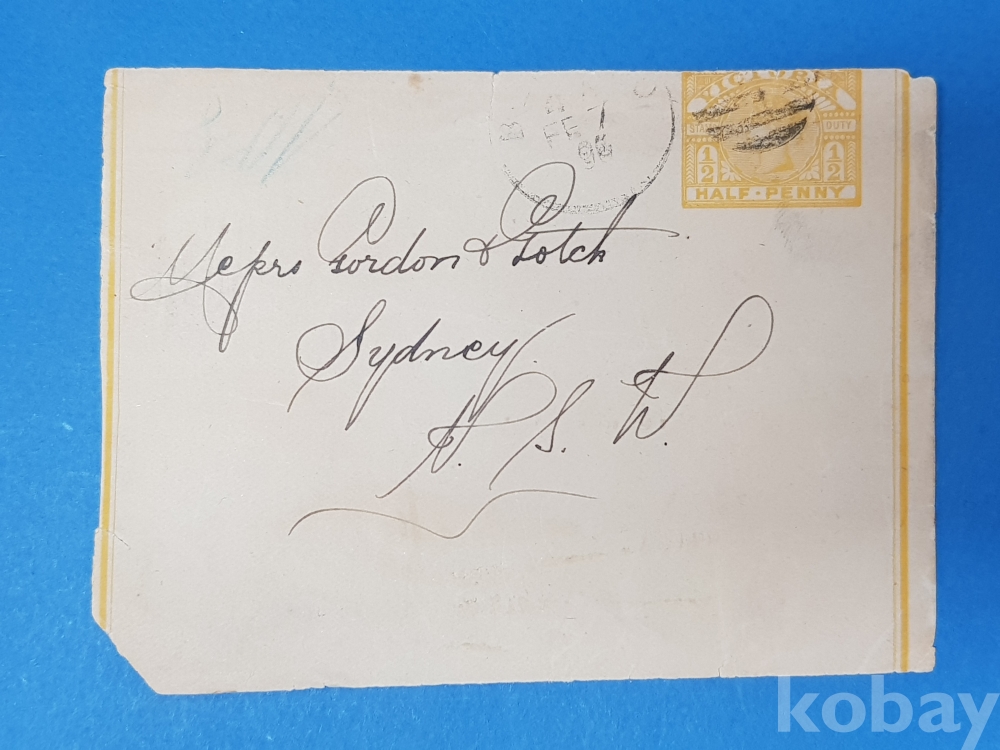 VICTORIA
STAMP DUTY
½ ½
HALF·PENNY
FE 7
96
Messrs Gordon & Gotch
Sydney.
N. S. W.
kobay